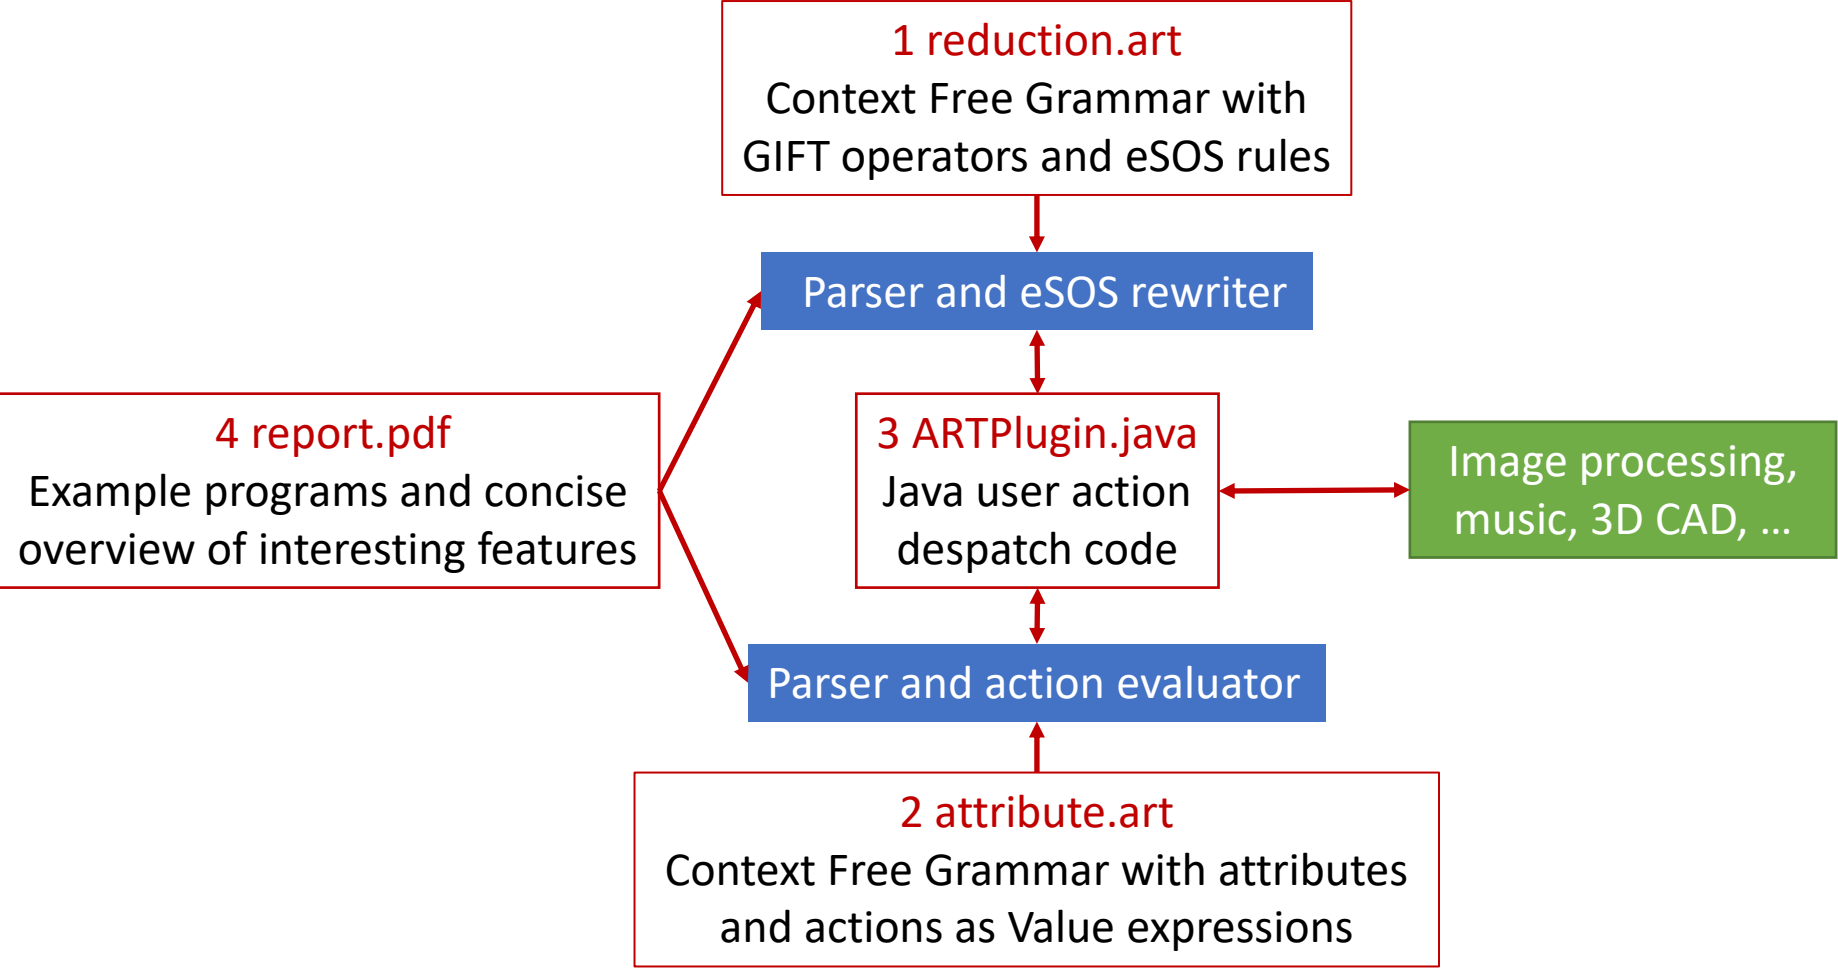 1 reduction.art
Context Free Grammar with
GIFT operators and eSOS rules
Parser and eSOS rewriter
4 report.pdf
Example programs and concise
overview of interesting features
3 ARTPlugin.java
Java user action
despatch code
Image processing,
music, 3D CAD, ...
Parser and action evaluator
2 attribute.art
Context Free Grammar with attributes
and actions as Value expressions